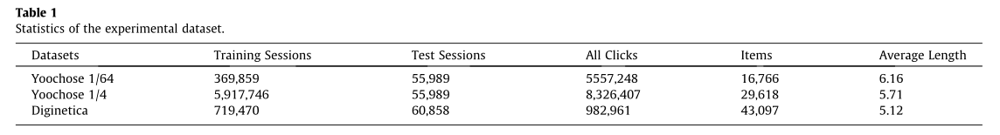 Table 1
Statistics of the experimental dataset.
Datasets Training Sessions Test Sessions All Clicks Items Average Length
Yoochose 1/64 369,859 55,989 5557,248 16,766 6.16
Yoochose 1/4 5,917,746 55,989 8,326,407 29,618 5.71
Diginetica 719,470 60,858 982,961 43,097 5.12